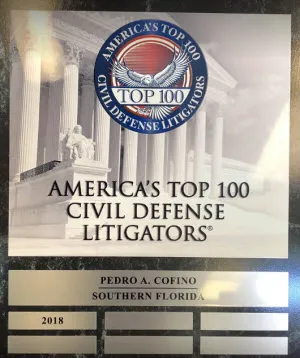 AMERICA'S TOP 100
TOP 100
CIVIL DEFENSE LITIGATORS
AMERICA'S TOP 100
CIVIL DEFENSE
LITIGATORS®
PEDRO A. COFINO
SOUTHERN FLORIDA
2018